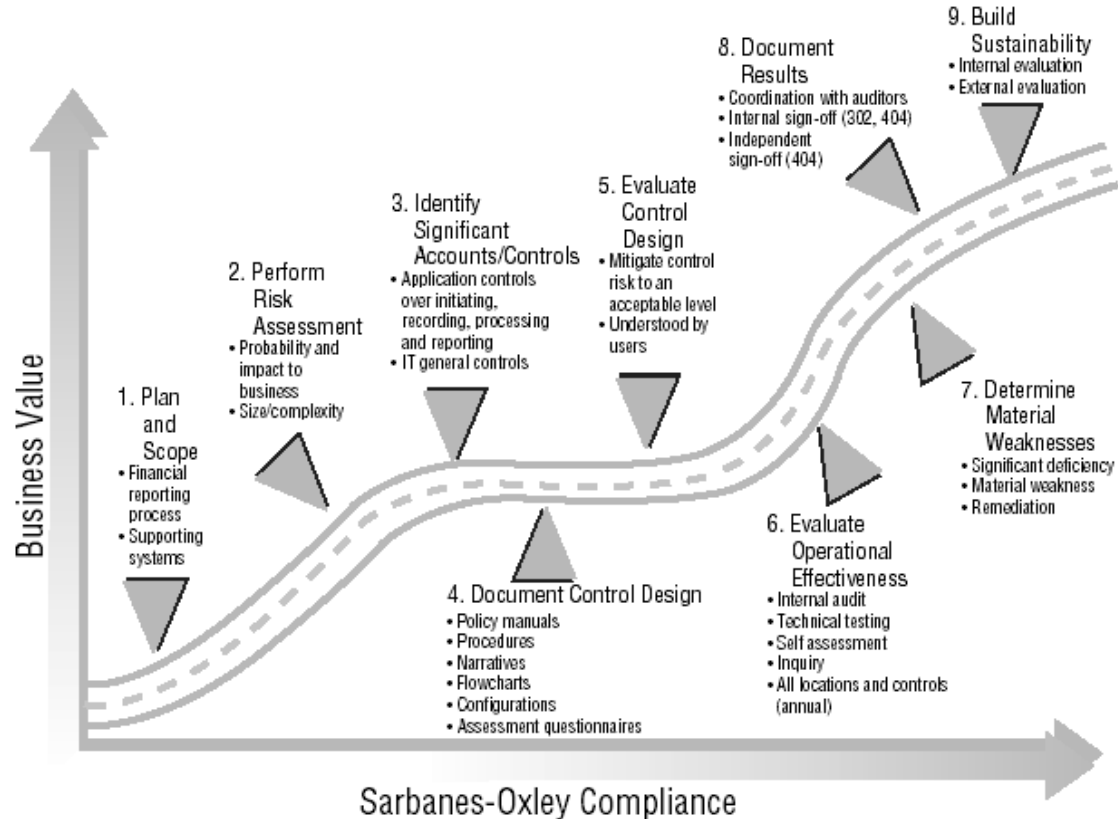 Business Value
1. Plan
and
Scope
• Financial
reporting
process
• Supporting
systems
2. Perform
Risk
Assessment
• Probability and
impact to
business
• Size/complexity
3. Identify
Significant
Accounts/Controls
• Application controls
over initiating,
recording, processing
and reporting
• IT general controls
4. Document Control Design
• Policy manuals
• Procedures
• Narratives
• Flowcharts
• Configurations
• Assessment questionnaires
5. Evaluate
Control
Design
• Mitigate control
risk to an
acceptable level
• Understood by
users
6. Evaluate
Operational
Effectiveness
• Internal audit
• Technical testing
• Self assessment
• Inquiry
• All locations and controls
(annual)
7. Determine
Material
Weaknesses
• Significant deficiency
• Material weakness
• Remediation
8. Document
Results
• Coordination with auditors
• Internal sign-off (302, 404)
• Independent
sign-off (404)
9. Build
Sustainability
• Internal evaluation
• External evaluation
Sarbanes-Oxley Compliance